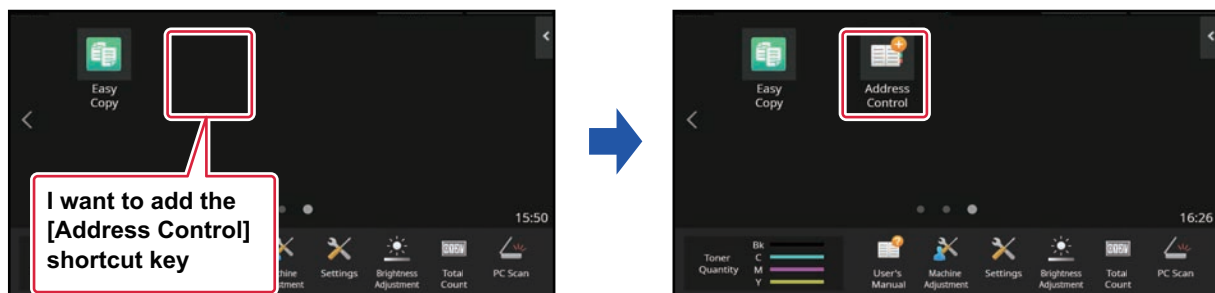 Easy
Copy
I want to add the
[Address Control]
shortcut key
15:50
Settings
Brightness
Adjustment
Total
Count
PC Scan
Easy
Copy
Address
Control
16:26
Toner
Quantity
Bk
C
M
Y
User's
Manual
Machine
Adjustment
Settings
Brightness
Adjustment
Total
Count
PC Scan